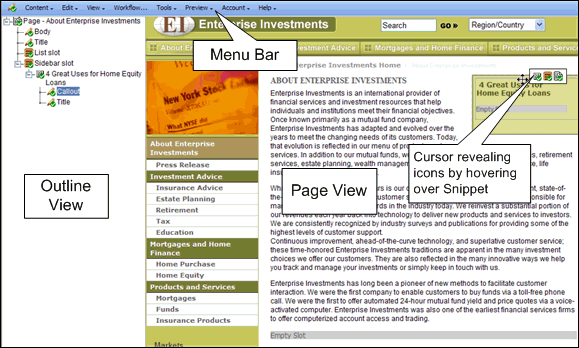 Content Edit View Workflow... Tools Preview Account Help
Page - About Enterprise Investments
Body
Title
List slot
Sidebar slot
4 Great Uses for Home Equity
Loans
Callout
Title
EI Enterprise Investments
Search GO Region/Country
About En
Investment Advice Mortgages and Home Finance Products and Services
Menu Bar
Enterprise Investments Home
New York Stock
What NYSE
ABOUT ENTERPRISE INVESTMENTS
Enterprise Investments is an international provider of
financial services and investment resources that help
individuals and institutions meet their financial objectives.
Once known primarily as a mutual fund company,
Enterprise Investments has adapted and evolved over the
years to meet the changing needs of its customers. Today,
that evolution is reflected in our menu of pro
services. In addition to our mutual funds, w
services, estate planning, wealth managem
retirement
life
insu
4 Great Uses for
Home Equity Loans
Empty Slot
Cursor revealing
icons by hovering
over Snippet
Outline
View
Page View
About Enterprise
Investments
Press Release
Investment Advice
Insurance Advice
Estate Planning
Retirement
Tax
Education
Mortgages and Home
Finance
Home Purchase
Home Equity
Products and Services
Mortgages
Funds
Insurance Products
Markets
rs is our
nt, state-of-
the-
customer s
ponsible for
ma
rds in the industry today. We reinvest a substantial portion of
our revenues each year back into technology to deliver new products and services to investors.
We are consistently recognized by industry surveys and publications for providing some of the
highest levels of customer support.
Continuous improvement, ahead-of-the-curve technology, and superlative customer service;
these time-honored Enterprise Investments traditions are apparent in the many investment
choices we offer our customers. They are also reflected in the many innovative ways we help
you track and manage your investments or simply keep in touch with us.
Enterprise Investments has long been a pioneer of new methods to facilitate customer
interaction. We were the first company to enable customers to buy funds via a toll-free phone
call. We were the first to offer automated 24-hour mutual fund yield and price quotes via a voice-
activated computer. Enterprise Investments was also one of the earliest financial services firms
to offer computerized account access and trading.
Empty Slot